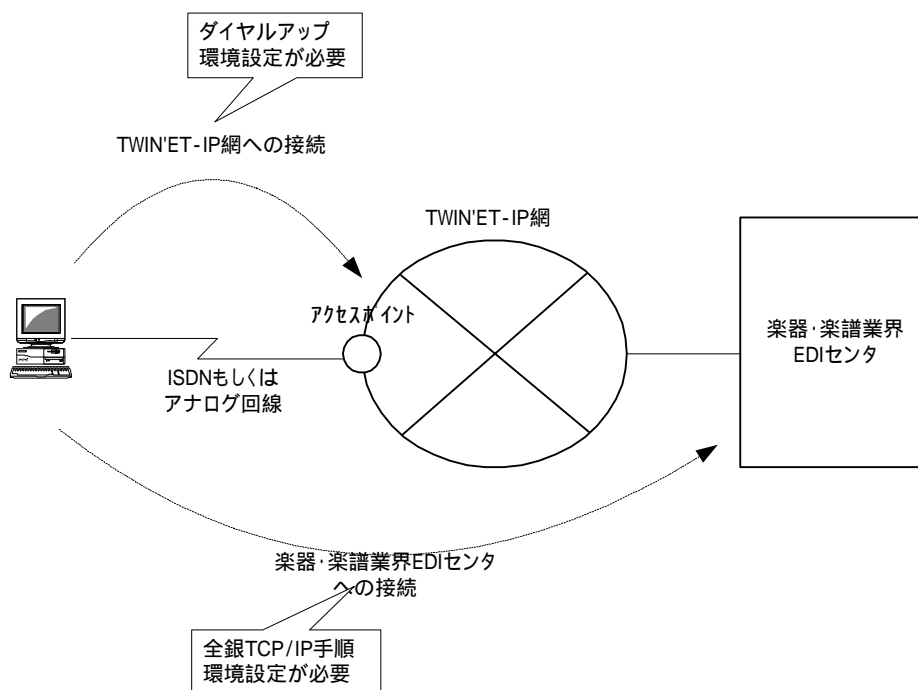 ダイヤルアップ
環境設定が必要
TWIN'ET-IP網への接続
TWIN'ET-IP網
アクセスポイント
ISDNもしくは
アナログ回線
楽器・楽譜業界
EDIセンタ
楽器・楽譜業界EDIセンタ
への接続
全銀TCP/IP手順
環境設定が必要